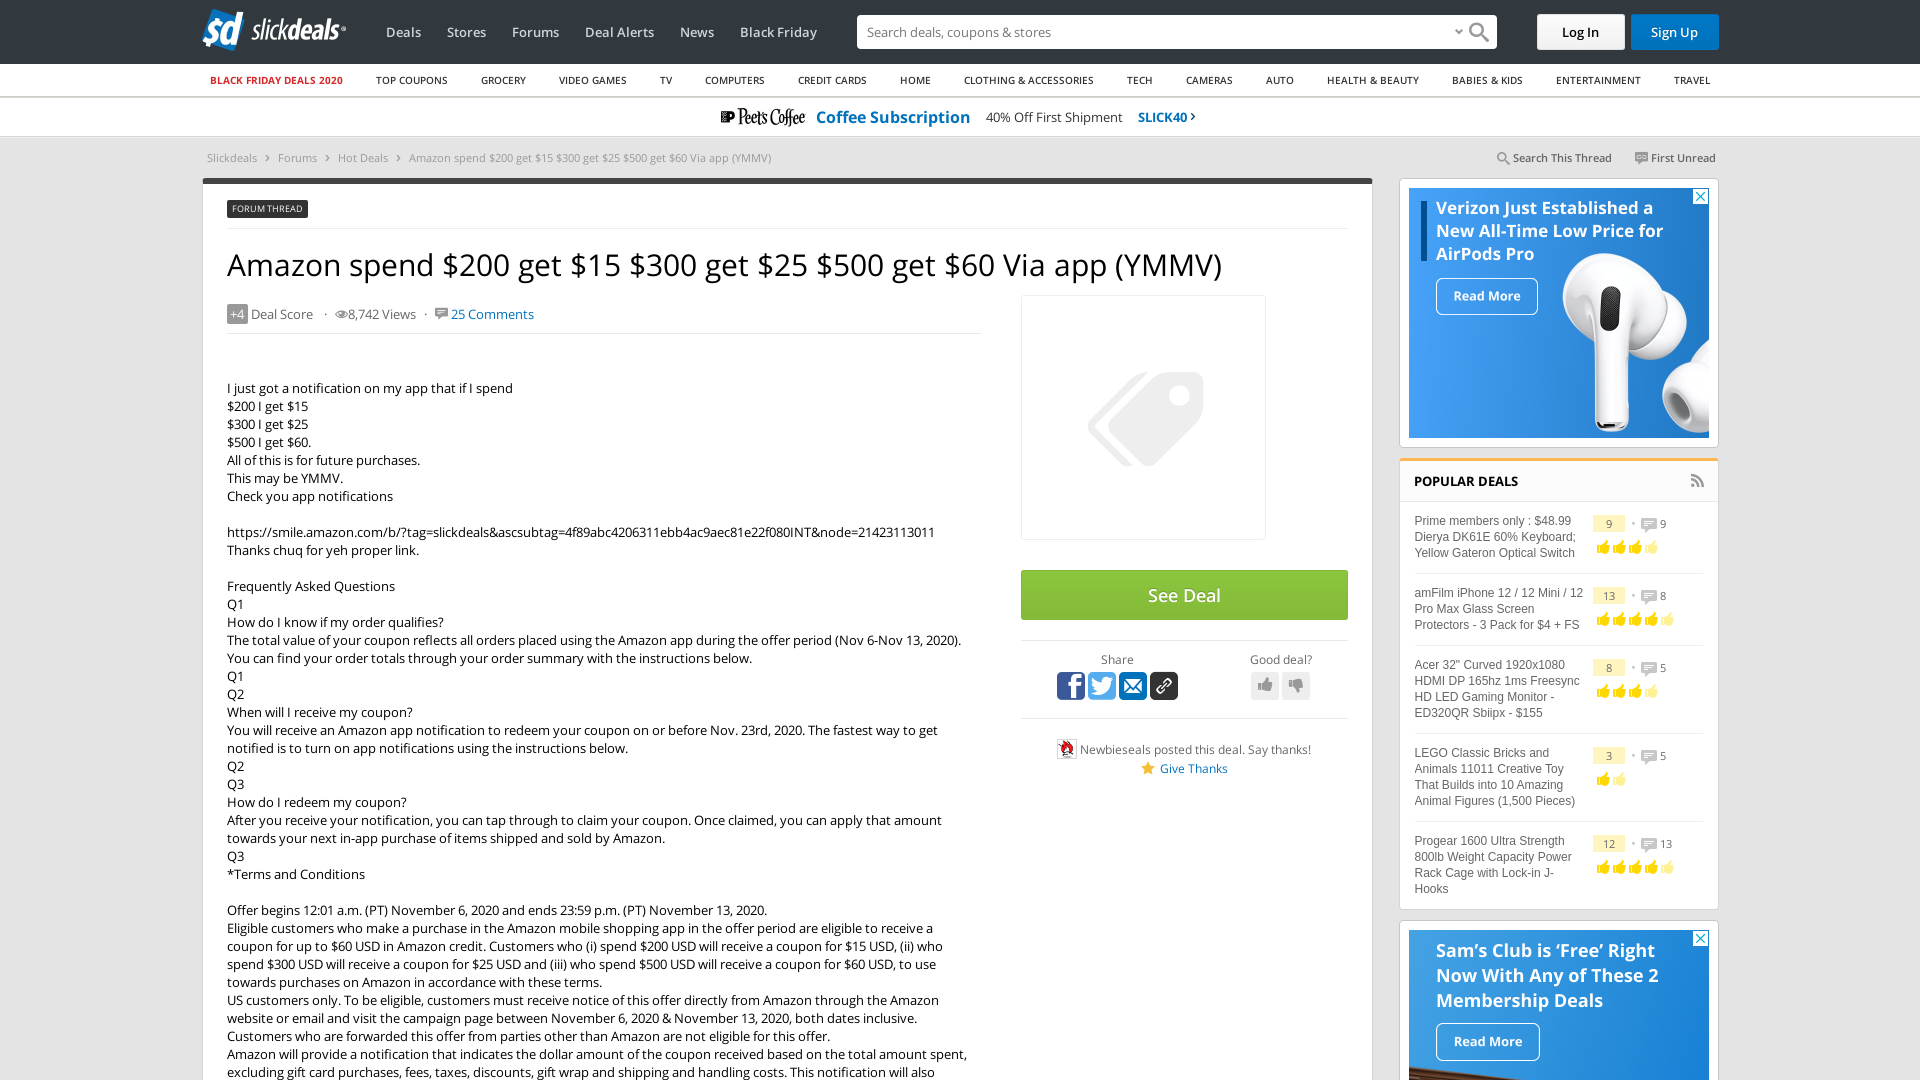 sd slickdeals
Deals
Stores
Forums
Deal Alerts
News
Black Friday
Search deals, coupons & stores
Log In
Sign Up
BLACK FRIDAY DEALS 2020
TOP COUPONS
GROCERY
VIDEO GAMES
TV
COMPUTERS
CREDIT CARDS
HOME
CLOTHING & ACCESSORIES
TECH
CAMERAS
AUTO
HEALTH & BEAUTY
BABIES & KIDS
ENTERTAINMENT
TRAVEL
Peet's Coffee Coffee Subscription 40% Off First Shipment SLICK40 ›
Slickdeals › Forums › Hot Deals › Amazon spend $200 get $15 $300 get $25 $500 get $60 Via app (YMMV)
Search This Thread
First Unread
FORUM THREAD
Amazon spend $200 get $15 $300 get $25 $500 get $60 Via app (YMMV)
+4 Deal Score · 8,742 Views · 25 Comments
I just got a notification on my app that if I spend
$200 I get $15
$300 I get $25
$500 I get $60.
All of this is for future purchases.
This may be YMMV.
Check you app notifications
https://smile.amazon.com/b/?tag=slickdeals&ascsubtag=4f89abc4206311ebb4ac9aec81e22f080INT&node=21423113011
Thanks chuq for yeh proper link.
Frequently Asked Questions
Q1
How do I know if my order qualifies?
The total value of your coupon reflects all orders placed using the Amazon app during the offer period (Nov 6-Nov 13, 2020).
You can find your order totals through your order summary with the instructions below.
Q1
Q2
When will I receive my coupon?
You will receive an Amazon app notification to redeem your coupon on or before Nov. 23rd, 2020. The fastest way to get
notified is to turn on app notifications using the instructions below.
Q2
Q3
How do I redeem my coupon?
After you receive your notification, you can tap through to claim your coupon. Once claimed, you can apply that amount
towards your next in-app purchase of items shipped and sold by Amazon.
Q3
*Terms and Conditions
Offer begins 12:01 a.m. (PT) November 6, 2020 and ends 23:59 p.m. (PT) November 13, 2020.
Eligible customers who make a purchase in the Amazon mobile shopping app in the offer period are eligible to receive a
coupon for up to $60 USD in Amazon credit. Customers who (i) spend $200 USD will receive a coupon for $15 USD, (ii) who
spend $300 USD will receive a coupon for $25 USD and (iii) who spend $500 USD will receive a coupon for $60 USD, to use
towards purchases on Amazon in accordance with these terms.
US customers only. To be eligible, customers must receive notice of this offer directly from Amazon through the Amazon
website or email and visit the campaign page between November 6, 2020 & November 13, 2020, both dates inclusive.
Customers who are forwarded this offer from parties other than Amazon are not eligible for this offer.
Amazon will provide a notification that indicates the dollar amount of the coupon received based on the total amount spent,
excluding gift card purchases, fees, taxes, discounts, gift wrap and shipping and handling costs. This notification will also
See Deal
Share
Good deal?
Newbieseals posted this deal. Say thanks!
Give Thanks
Verizon Just Established a
New All-Time Low Price for
AirPods Pro
Read More
POPULAR DEALS
Prime members only : $48.99
Dierya DK61E 60% Keyboard;
Yellow Gateron Optical Switch
9 • 9
amFilm iPhone 12 / 12 Mini / 12
Pro Max Glass Screen
Protectors - 3 Pack for $4 + FS
13 • 8
Acer 32" Curved 1920x1080
HDMI DP 165hz 1ms Freesync
HD LED Gaming Monitor -
ED320QR Sbiipx - $155
8 • 5
LEGO Classic Bricks and
Animals 11011 Creative Toy
That Builds into 10 Amazing
Animal Figures (1,500 Pieces)
3 • 5
Progear 1600 Ultra Strength
800lb Weight Capacity Power
Rack Cage with Lock-in J-
Hooks
12 • 13
Sam's Club is ‘Free’ Right
Now With Any of These 2
Membership Deals
Read More